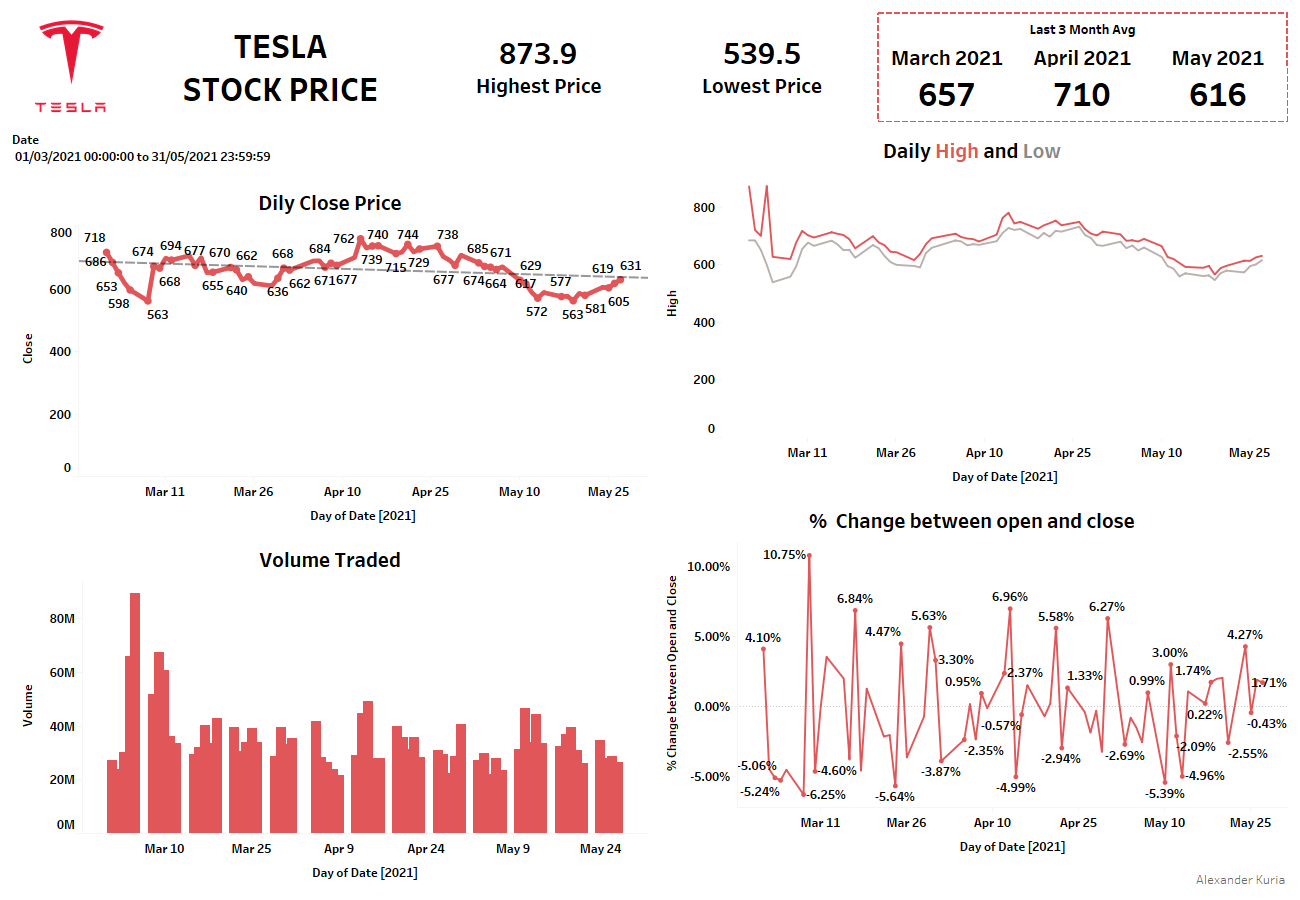 TESLA
TESLA
STOCK PRICE
873.9
Highest Price
539.5
Lowest Price
Last 3 Month Avg
March 2021 April 2021 May 2021
657 710 616
Date
01/03/2021 00:00:00 to 31/05/2021 23:59:59
Dily Close Price
Close
800
600
400
200
0
718 686 653 598 563 674 668 694 677 655 670 640 662 636 668 662 684 671 677 762 739 740 715 744 729 738 677 685 674 671 664 629 617 572 577 563 581 619 605 631
Mar 11 Mar 26 Apr 10 Apr 25 May 10 May 25
Day of Date [2021]
Daily High and Low
High
800
600
400
200
0
Mar 11 Mar 26 Apr 10 Apr 25 May 10 May 25
Day of Date [2021]
Volume Traded
Volume
80M
60M
40M
20M
0M
Mar 10 Mar 25 Apr 9 Apr 24 May 9 May 24
Day of Date [2021]
% Change between open and close
% Change between Open and Close
10.00%
5.00%
0.00%
-5.00%
4.10% -5.06% -5.24% 10.75% -6.25% -4.60% 6.84% 4.47% -5.64% 5.63% 3.30% -3.87% 0.95% -2.35% 6.96% 2.37% -0.57% -4.99% 5.58% 1.33% -2.94% 6.27% -2.69% 0.99% -5.39% 3.00% -2.09% -4.96% 1.74% 0.22% -2.55% 4.27% 1.71% -0.43%
Mar 11 Mar 26 Apr 10 Apr 25 May 10 May 25
Day of Date [2021]
Alexander Kuria